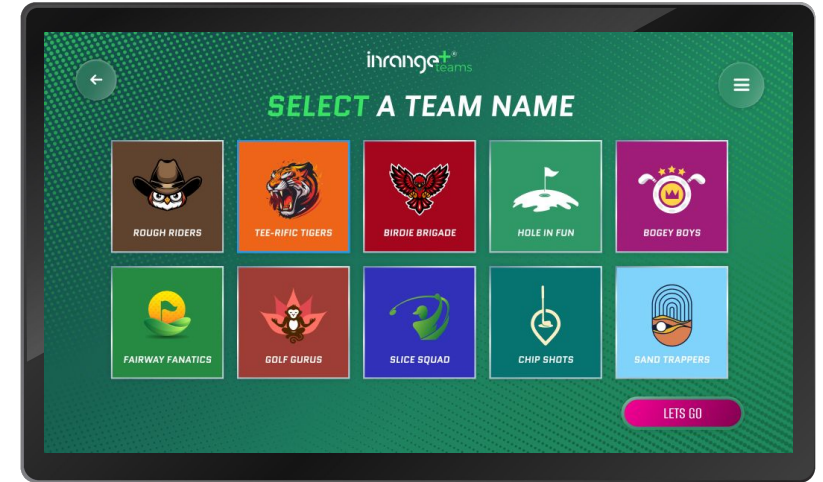 inrange+®
teams
SELECT A TEAM NAME
ROUGH RIDERS
TEE-RIFIC TIGERS
BIRDIE BRIGADE
HOLE IN FUN
BOGEY BOYS
FAIRWAY FANATICS
GOLF GURUS
SLICE SQUAD
CHIP SHOTS
SAND TRAPPERS
LETS GO